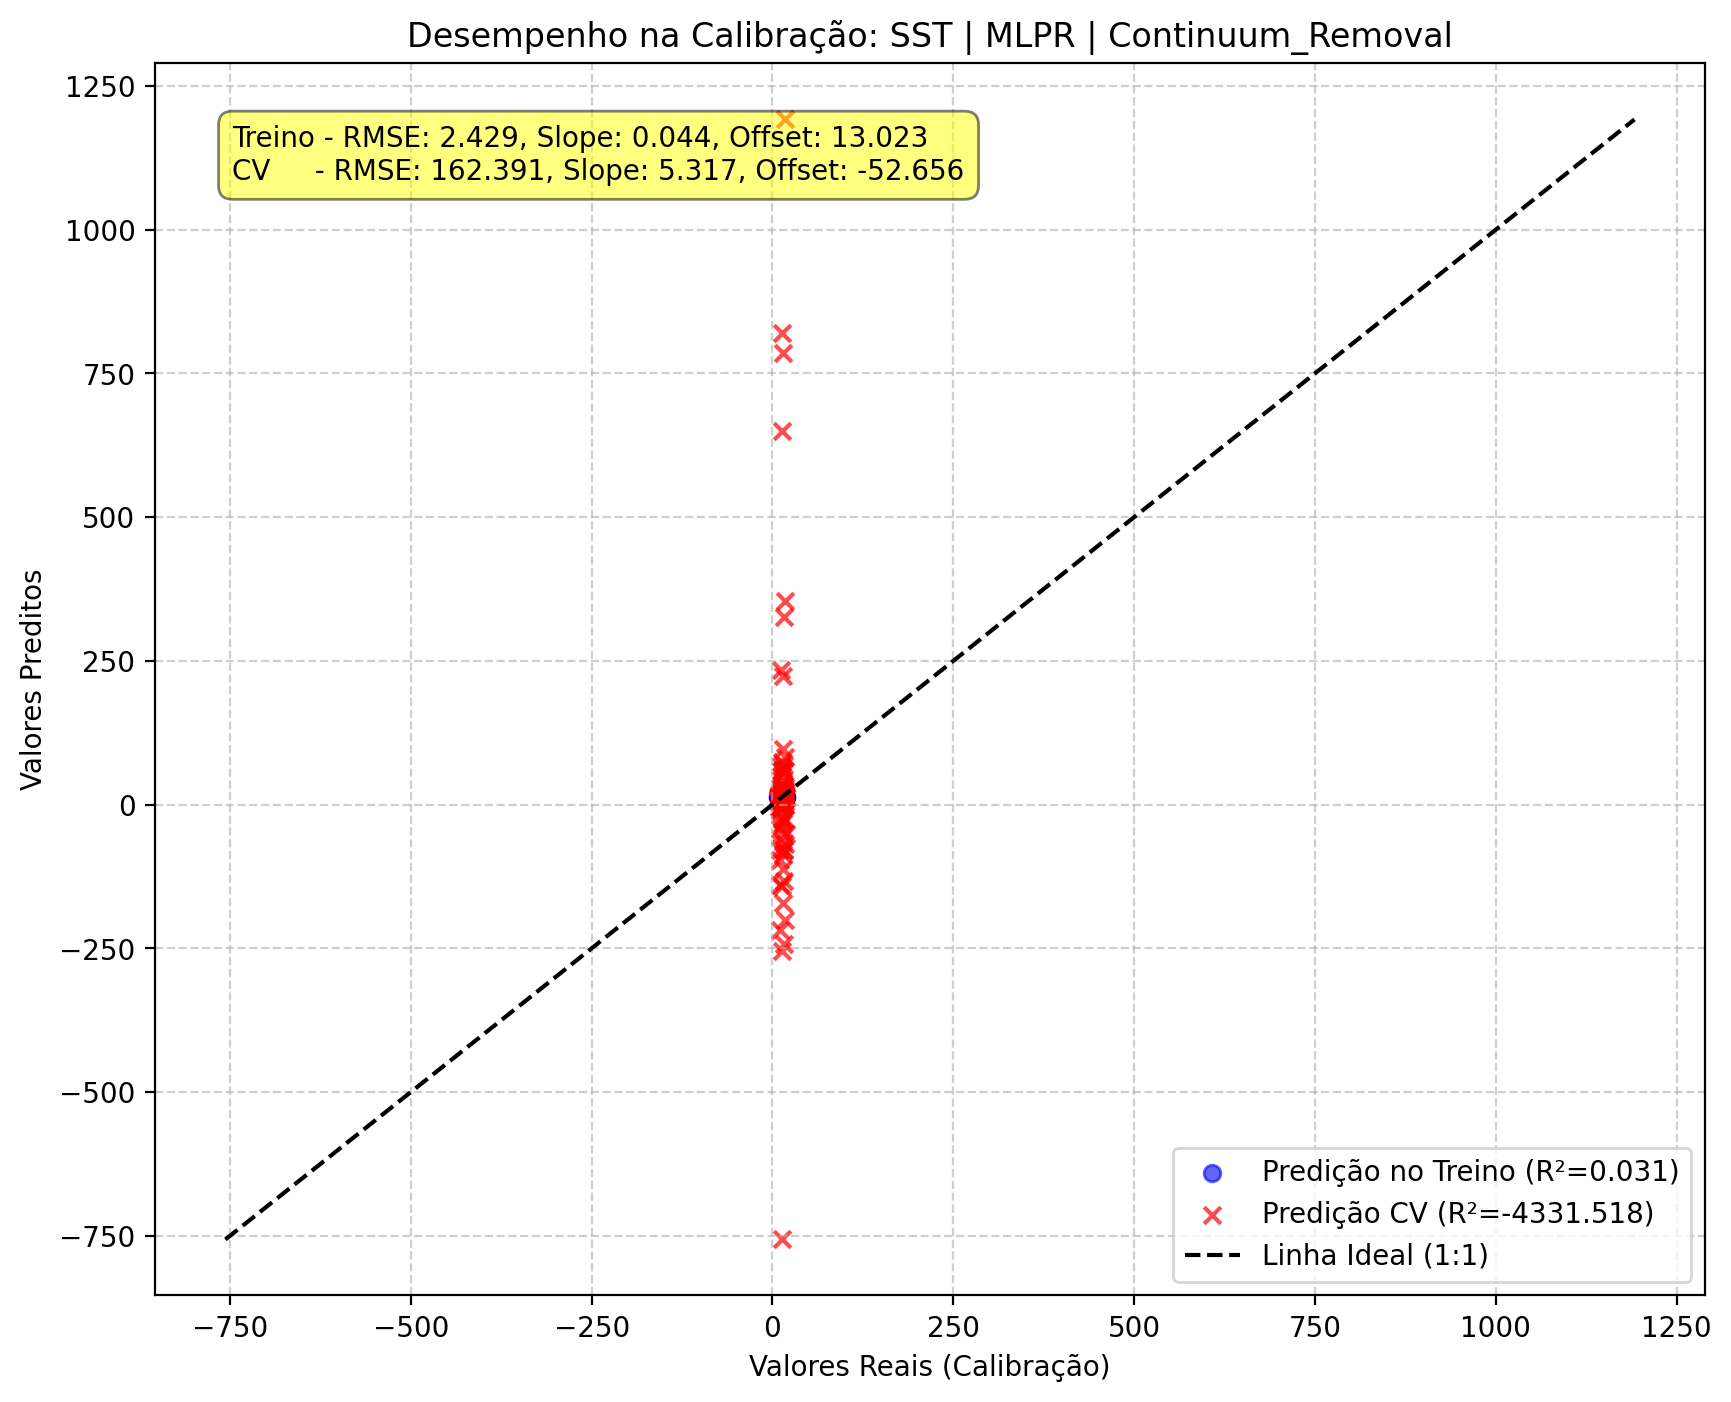 Desempenho na Calibração: SST | MLPR | Continuum_Removal
Treino - RMSE: 2.429, Slope: 0.044, Offset: 13.023
CV - RMSE: 162.391, Slope: 5.317, Offset: -52.656
1250
1000
750
500
250
0
−250
−500
−750
Valores Preditos
Predição no Treino (R²=0.031)
Predição CV (R²=-4331.518)
Linha Ideal (1:1)
−750 −500 −250 0 250 500 750 1000 1250
Valores Reais (Calibração)